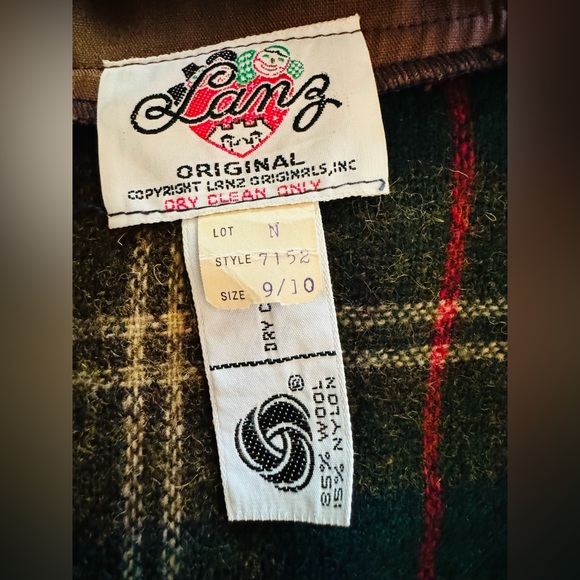 Lanz
ORIGINAL
COPYRIGHT LANZ ORIGINALS, INC
DRY CLEAN ONLY
LOT N
STYLE 7152
SIZE 9/10
DRY C
®
85% WOOL
15% NYLON